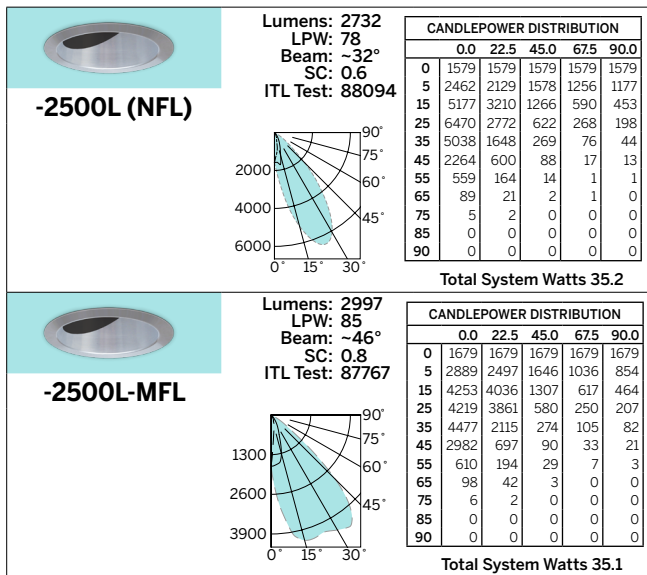 -2500L (NFL)
Lumens: 2732
LPW: 78
Beam: ~32°
SC: 0.6
ITL Test: 88094
90°
75°
60°
45°
2000
4000
6000
0° 15° 30°
CANDLEPOWER DISTRIBUTION
0.0 22.5 45.0 67.5 90.0
0 1579 1579 1579 1579 1579
5 2462 2129 1578 1256 1177
15 5177 3210 1266 590 453
25 6470 2772 622 268 198
35 5038 1648 269 76 44
45 2264 600 88 17 13
55 559 164 14 1 1
65 89 21 2 1 0
75 5 2 0 0 0
85 0 0 0 0 0
90 0 0 0 0 0
Total System Watts 35.2
-2500L-MFL
Lumens: 2997
LPW: 85
Beam: ~46°
SC: 0.8
ITL Test: 87767
90°
75°
60°
45°
1300
2600
3900
0° 15° 30°
CANDLEPOWER DISTRIBUTION
0.0 22.5 45.0 67.5 90.0
0 1679 1679 1679 1679 1679
5 2889 2497 1646 1036 854
15 4253 4036 1307 617 464
25 4219 3861 580 250 207
35 4477 2115 274 105 82
45 2982 697 90 33 21
55 610 194 29 7 3
65 98 42 3 0 0
75 6 2 0 0 0
85 0 0 0 0 0
90 0 0 0 0 0
Total System Watts 35.1